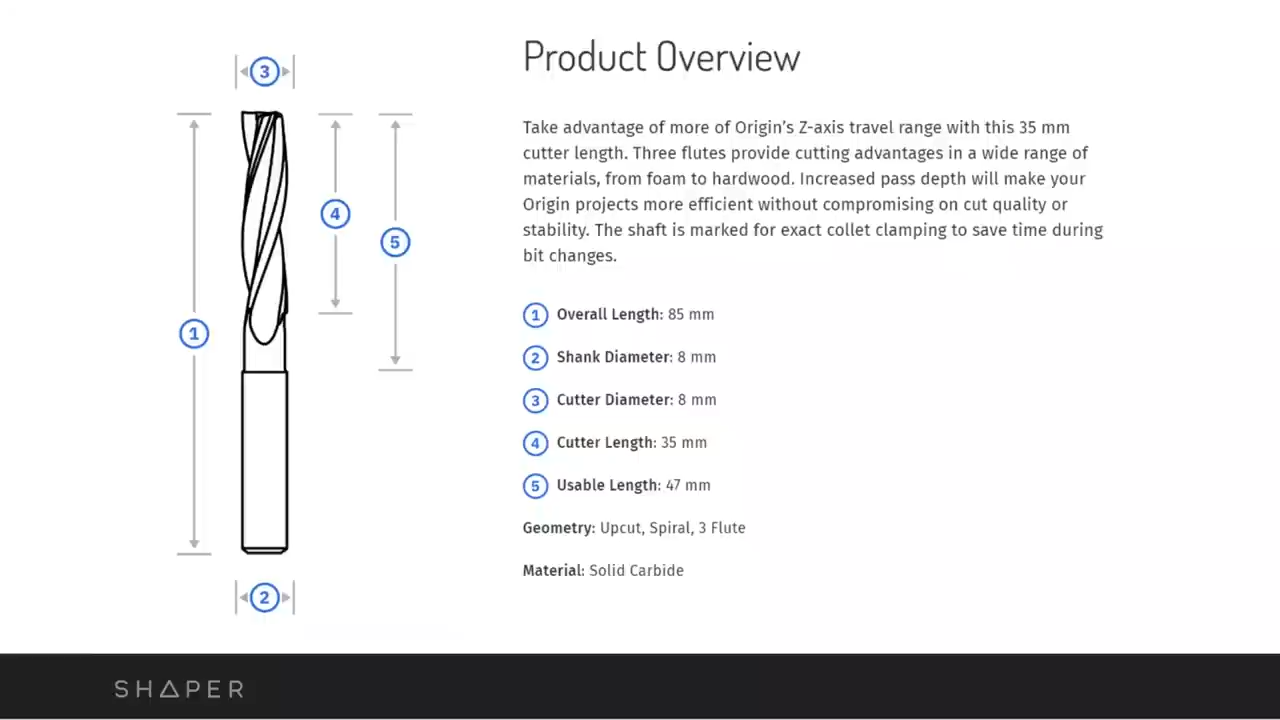 Product Overview
Take advantage of more of Origin's Z-axis travel range with this 35 mm
cutter length. Three flutes provide cutting advantages in a wide range of
materials, from foam to hardwood. Increased pass depth will make your
Origin projects more efficient without compromising on cut quality or
stability. The shaft is marked for exact collet clamping to save time during
bit changes.
1 Overall Length: 85 mm
2 Shank Diameter: 8 mm
3 Cutter Diameter: 8 mm
4 Cutter Length: 35 mm
5 Usable Length: 47 mm
Geometry: Upcut, Spiral, 3 Flute
Material: Solid Carbide
3
4
5
1
2
SHAPER